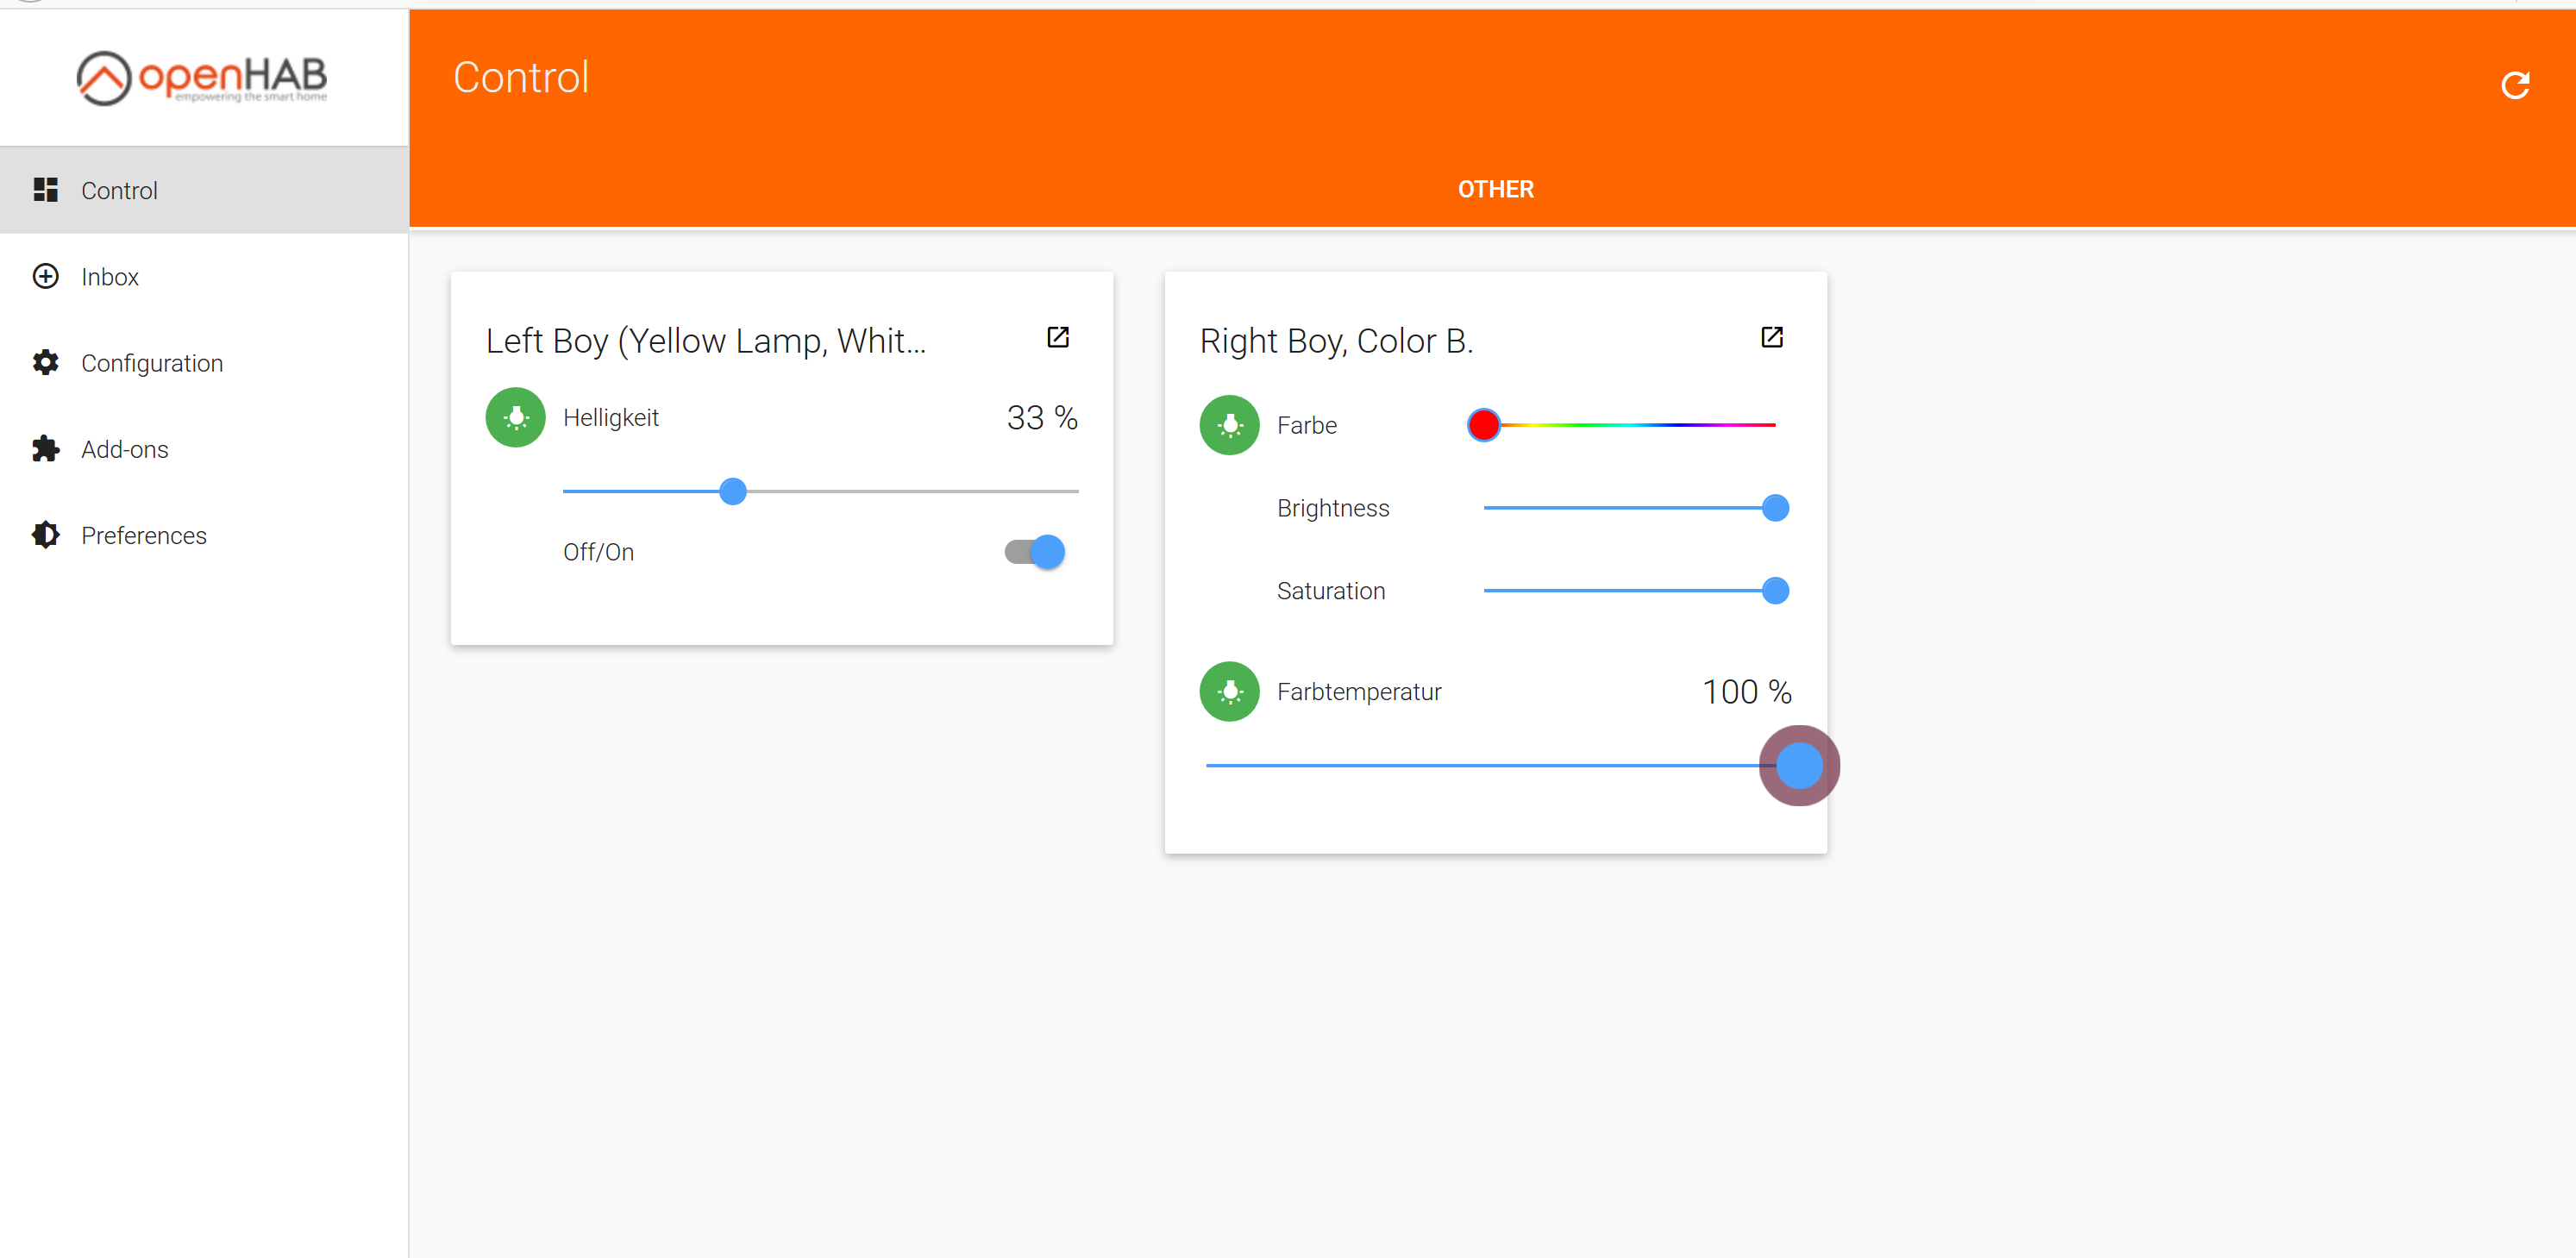 openHAB
empowering the smart home
Control
Inbox
Configuration
Add-ons
Preferences
Control
OTHER
Left Boy (Yellow Lamp, Whit...
Helligkeit 33 %
Off/On
Right Boy, Color B.
Farbe
Brightness
Saturation
Farbtemperatur 100 %